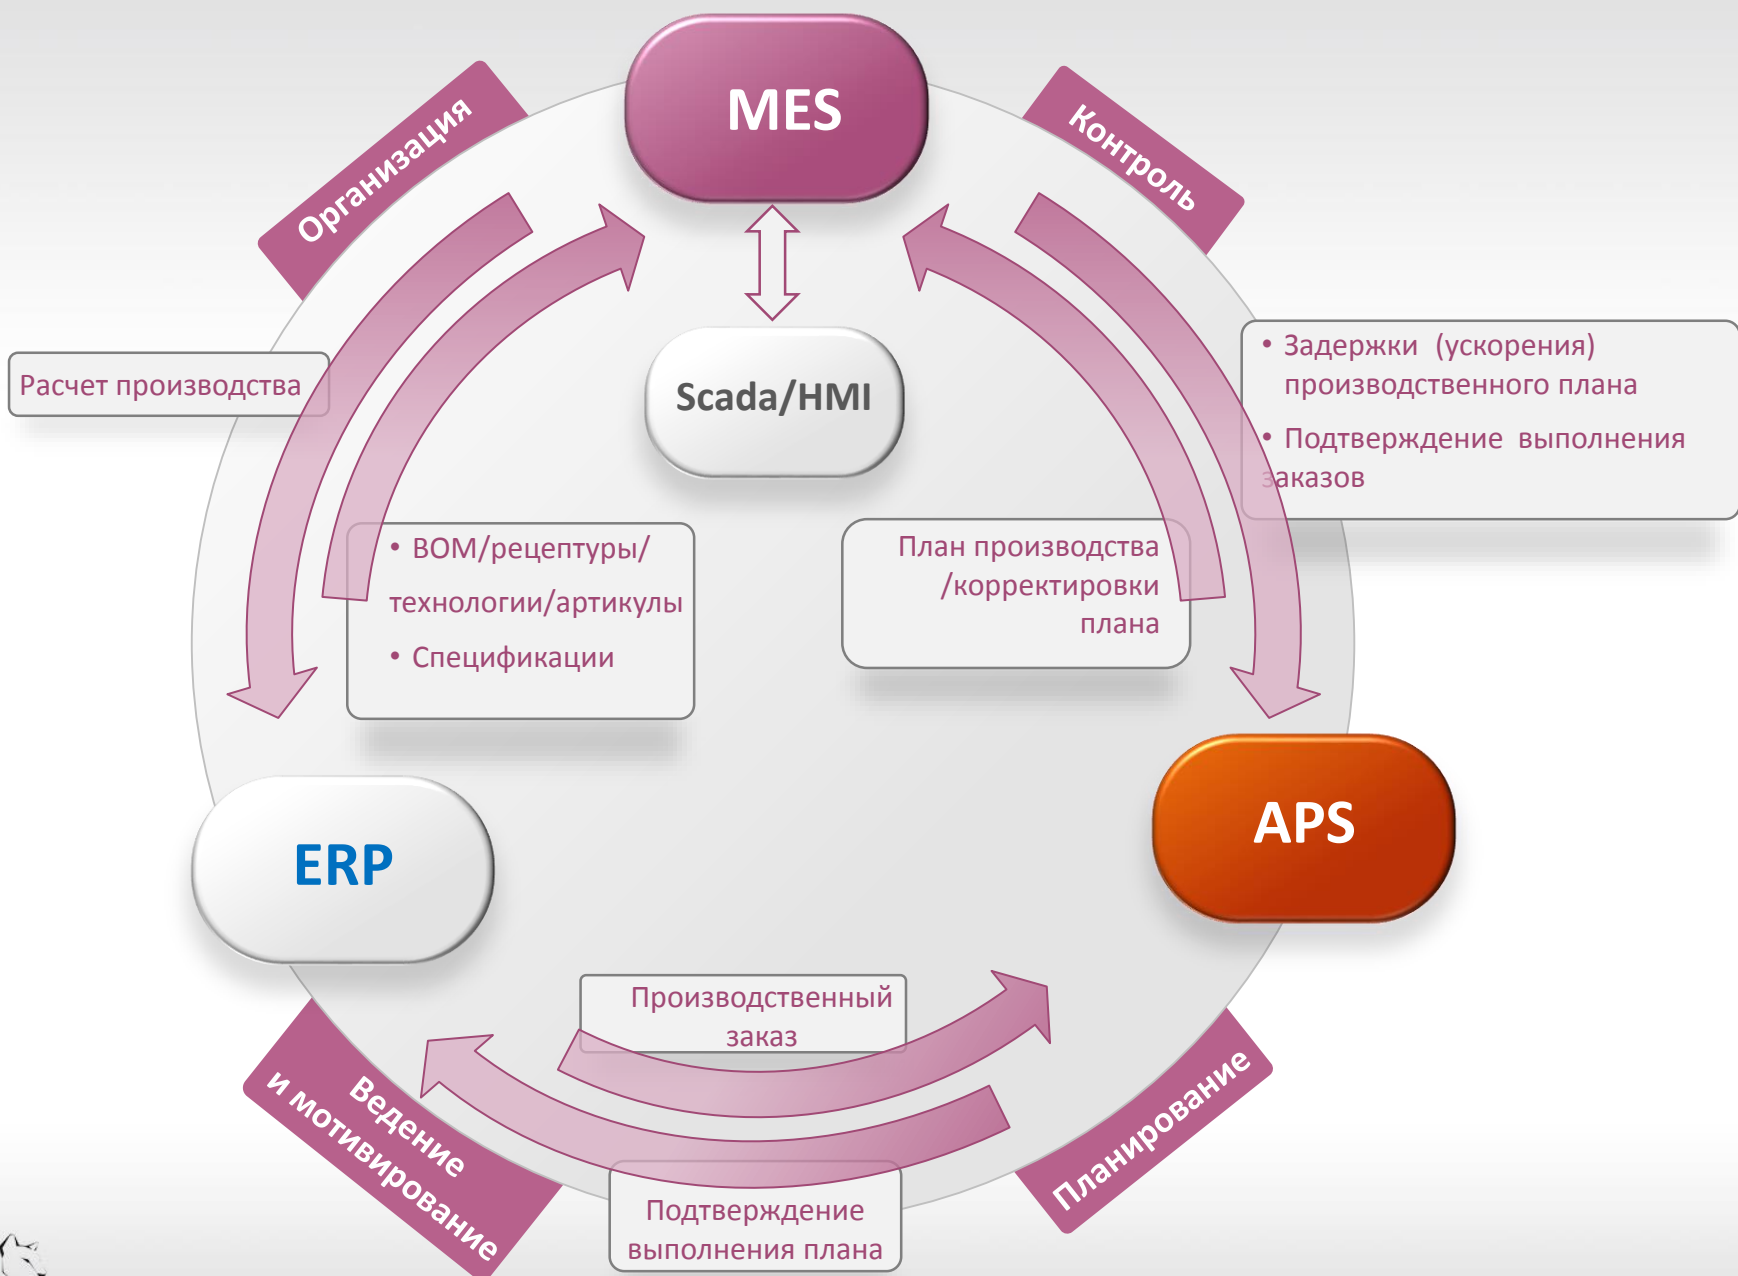 MES
Организация
Контроль
Scada/HMI
Расчет производства
• Задержки (ускорения)
производственного плана
• Подтверждение выполнения
заказов
• BOM/рецептуры/
технологии/артикулы
• Спецификации
План производства
/корректировки
плана
ERP
APS
Производственный
заказ
Ведение
и мотивирование
Планирование
Подтверждение
выполнения плана